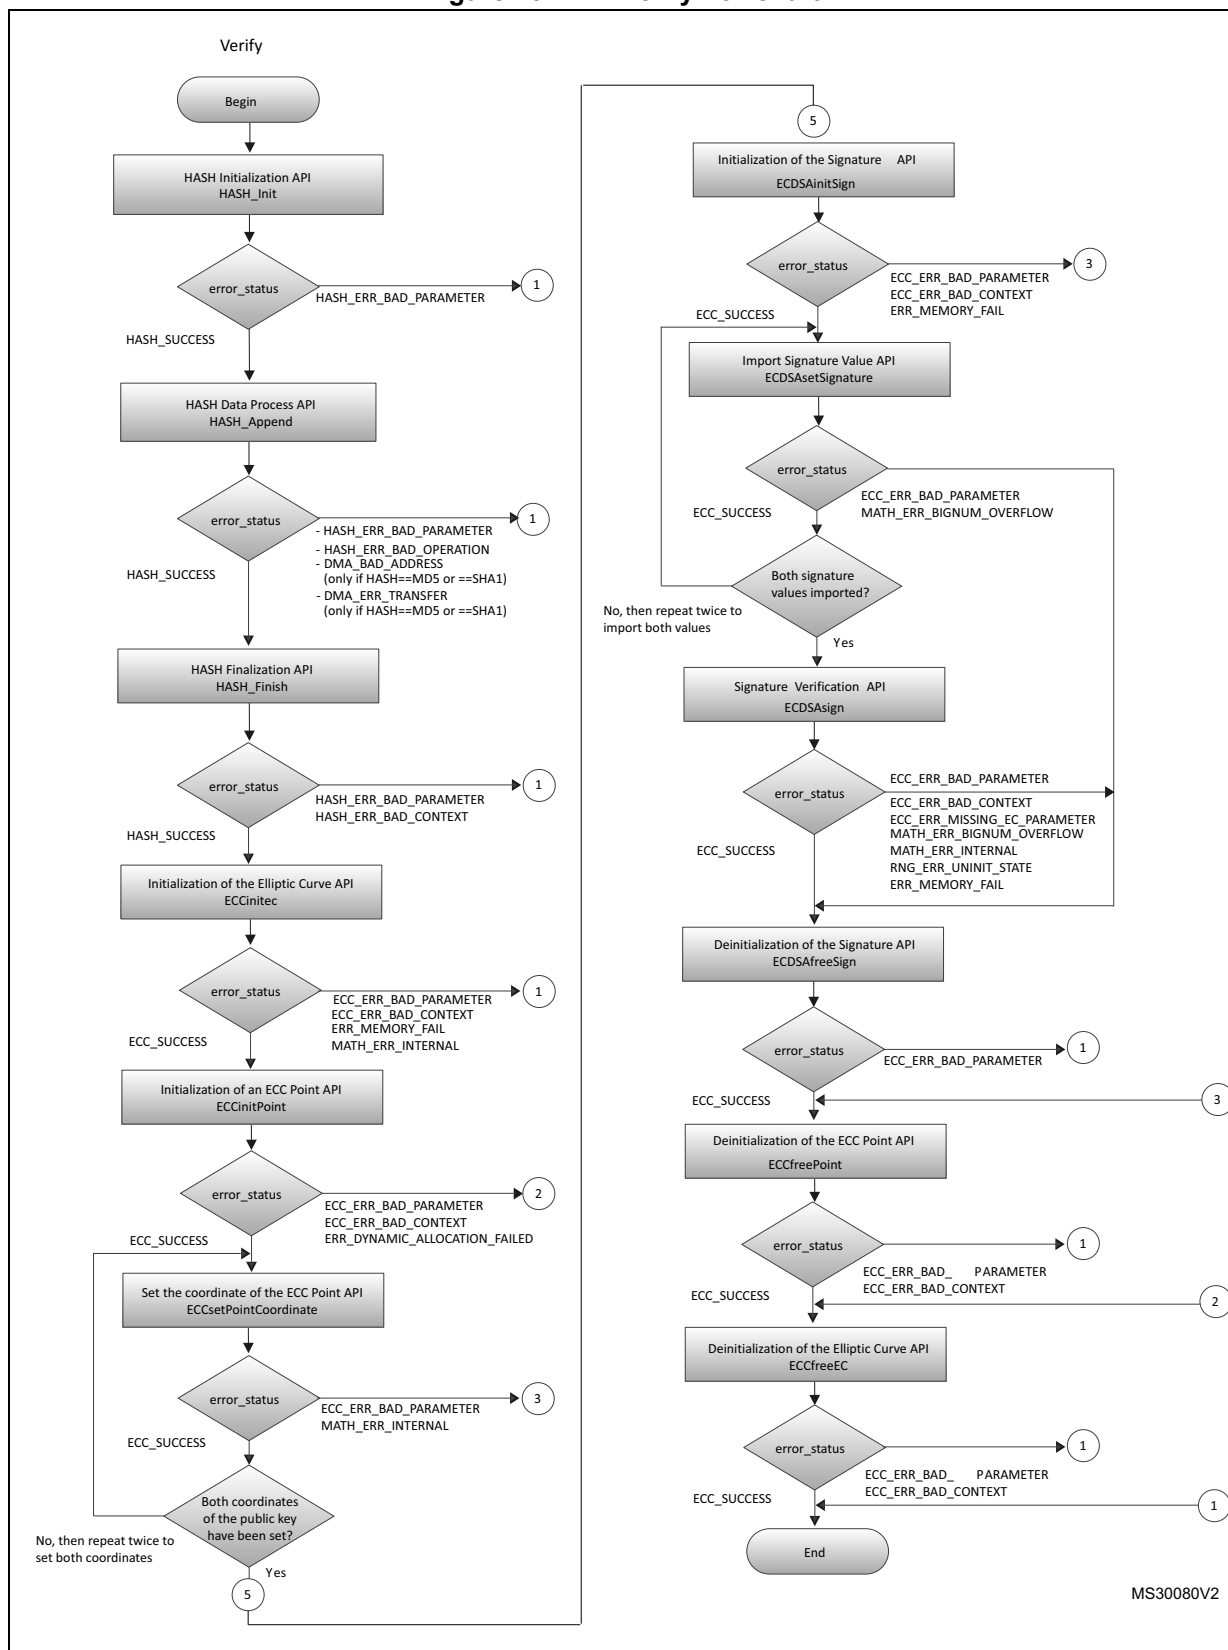 Verify
Begin
HASH Initialization API
HASH_Init
error_status
HASH_ERR_BAD_PARAMETER
1
HASH_SUCCESS
HASH Data Process API
HASH_Append
error_status
1
- HASH_ERR_BAD_PARAMETER
- HASH_ERR_BAD_OPERATION
- DMA_BAD_ADDRESS
(only if HASH==MD5 or ==SHA1)
- DMA_ERR_TRANSFER
(only if HASH==MD5 or ==SHA1)
HASH_SUCCESS
HASH Finalization API
HASH_Finish
error_status
1
HASH_ERR_BAD_PARAMETER
HASH_ERR_BAD_CONTEXT
HASH_SUCCESS
Initialization of the Elliptic Curve API
ECCinitec
error_status
1
ECC_ERR_BAD_PARAMETER
ECC_ERR_BAD_CONTEXT
ERR_MEMORY_FAIL
MATH_ERR_INTERNAL
ECC_SUCCESS
Initialization of an ECC Point API
ECCinitPoint
error_status
2
ECC_ERR_BAD_PARAMETER
ECC_ERR_BAD_CONTEXT
ERR_DYNAMIC_ALLOCATION_FAILED
ECC_SUCCESS
Set the coordinate of the ECC Point API
ECCsetPointCoordinate
error_status
3
ECC_ERR_BAD_PARAMETER
MATH_ERR_INTERNAL
ECC_SUCCESS
Both coordinates
of the public key
have been set?
No, then repeat twice to
set both coordinates
Yes
5
5
Initialization of the Signature API
ECDSAinitSign
error_status
3
ECC_ERR_BAD_PARAMETER
ECC_ERR_BAD_CONTEXT
ERR_MEMORY_FAIL
ECC_SUCCESS
Import Signature Value API
ECDSAsetSignature
error_status
ECC_ERR_BAD_PARAMETER
MATH_ERR_BIGNUM_OVERFLOW
ECC_SUCCESS
Both signature
values imported?
No, then repeat twice to
import both values
Yes
Signature Verification API
ECDSAsign
error_status
ECC_ERR_BAD_PARAMETER
ECC_ERR_BAD_CONTEXT
ECC_ERR_MISSING_EC_PARAMETER
MATH_ERR_BIGNUM_OVERFLOW
MATH_ERR_INTERNAL
RNG_ERR_UNINIT_STATE
ERR_MEMORY_FAIL
ECC_SUCCESS
Deinitialization of the Signature API
ECDSAfreeSign
error_status
1
ECC_ERR_BAD_PARAMETER
ECC_SUCCESS
3
Deinitialization of the ECC Point API
ECCfreePoint
error_status
1
ECC_ERR_BAD_ PARAMETER
ECC_ERR_BAD_CONTEXT
ECC_SUCCESS
2
Deinitialization of the Elliptic Curve API
ECCfreeEC
error_status
1
ECC_ERR_BAD_ PARAMETER
ECC_ERR_BAD_CONTEXT
ECC_SUCCESS
1
End
MS30080V2